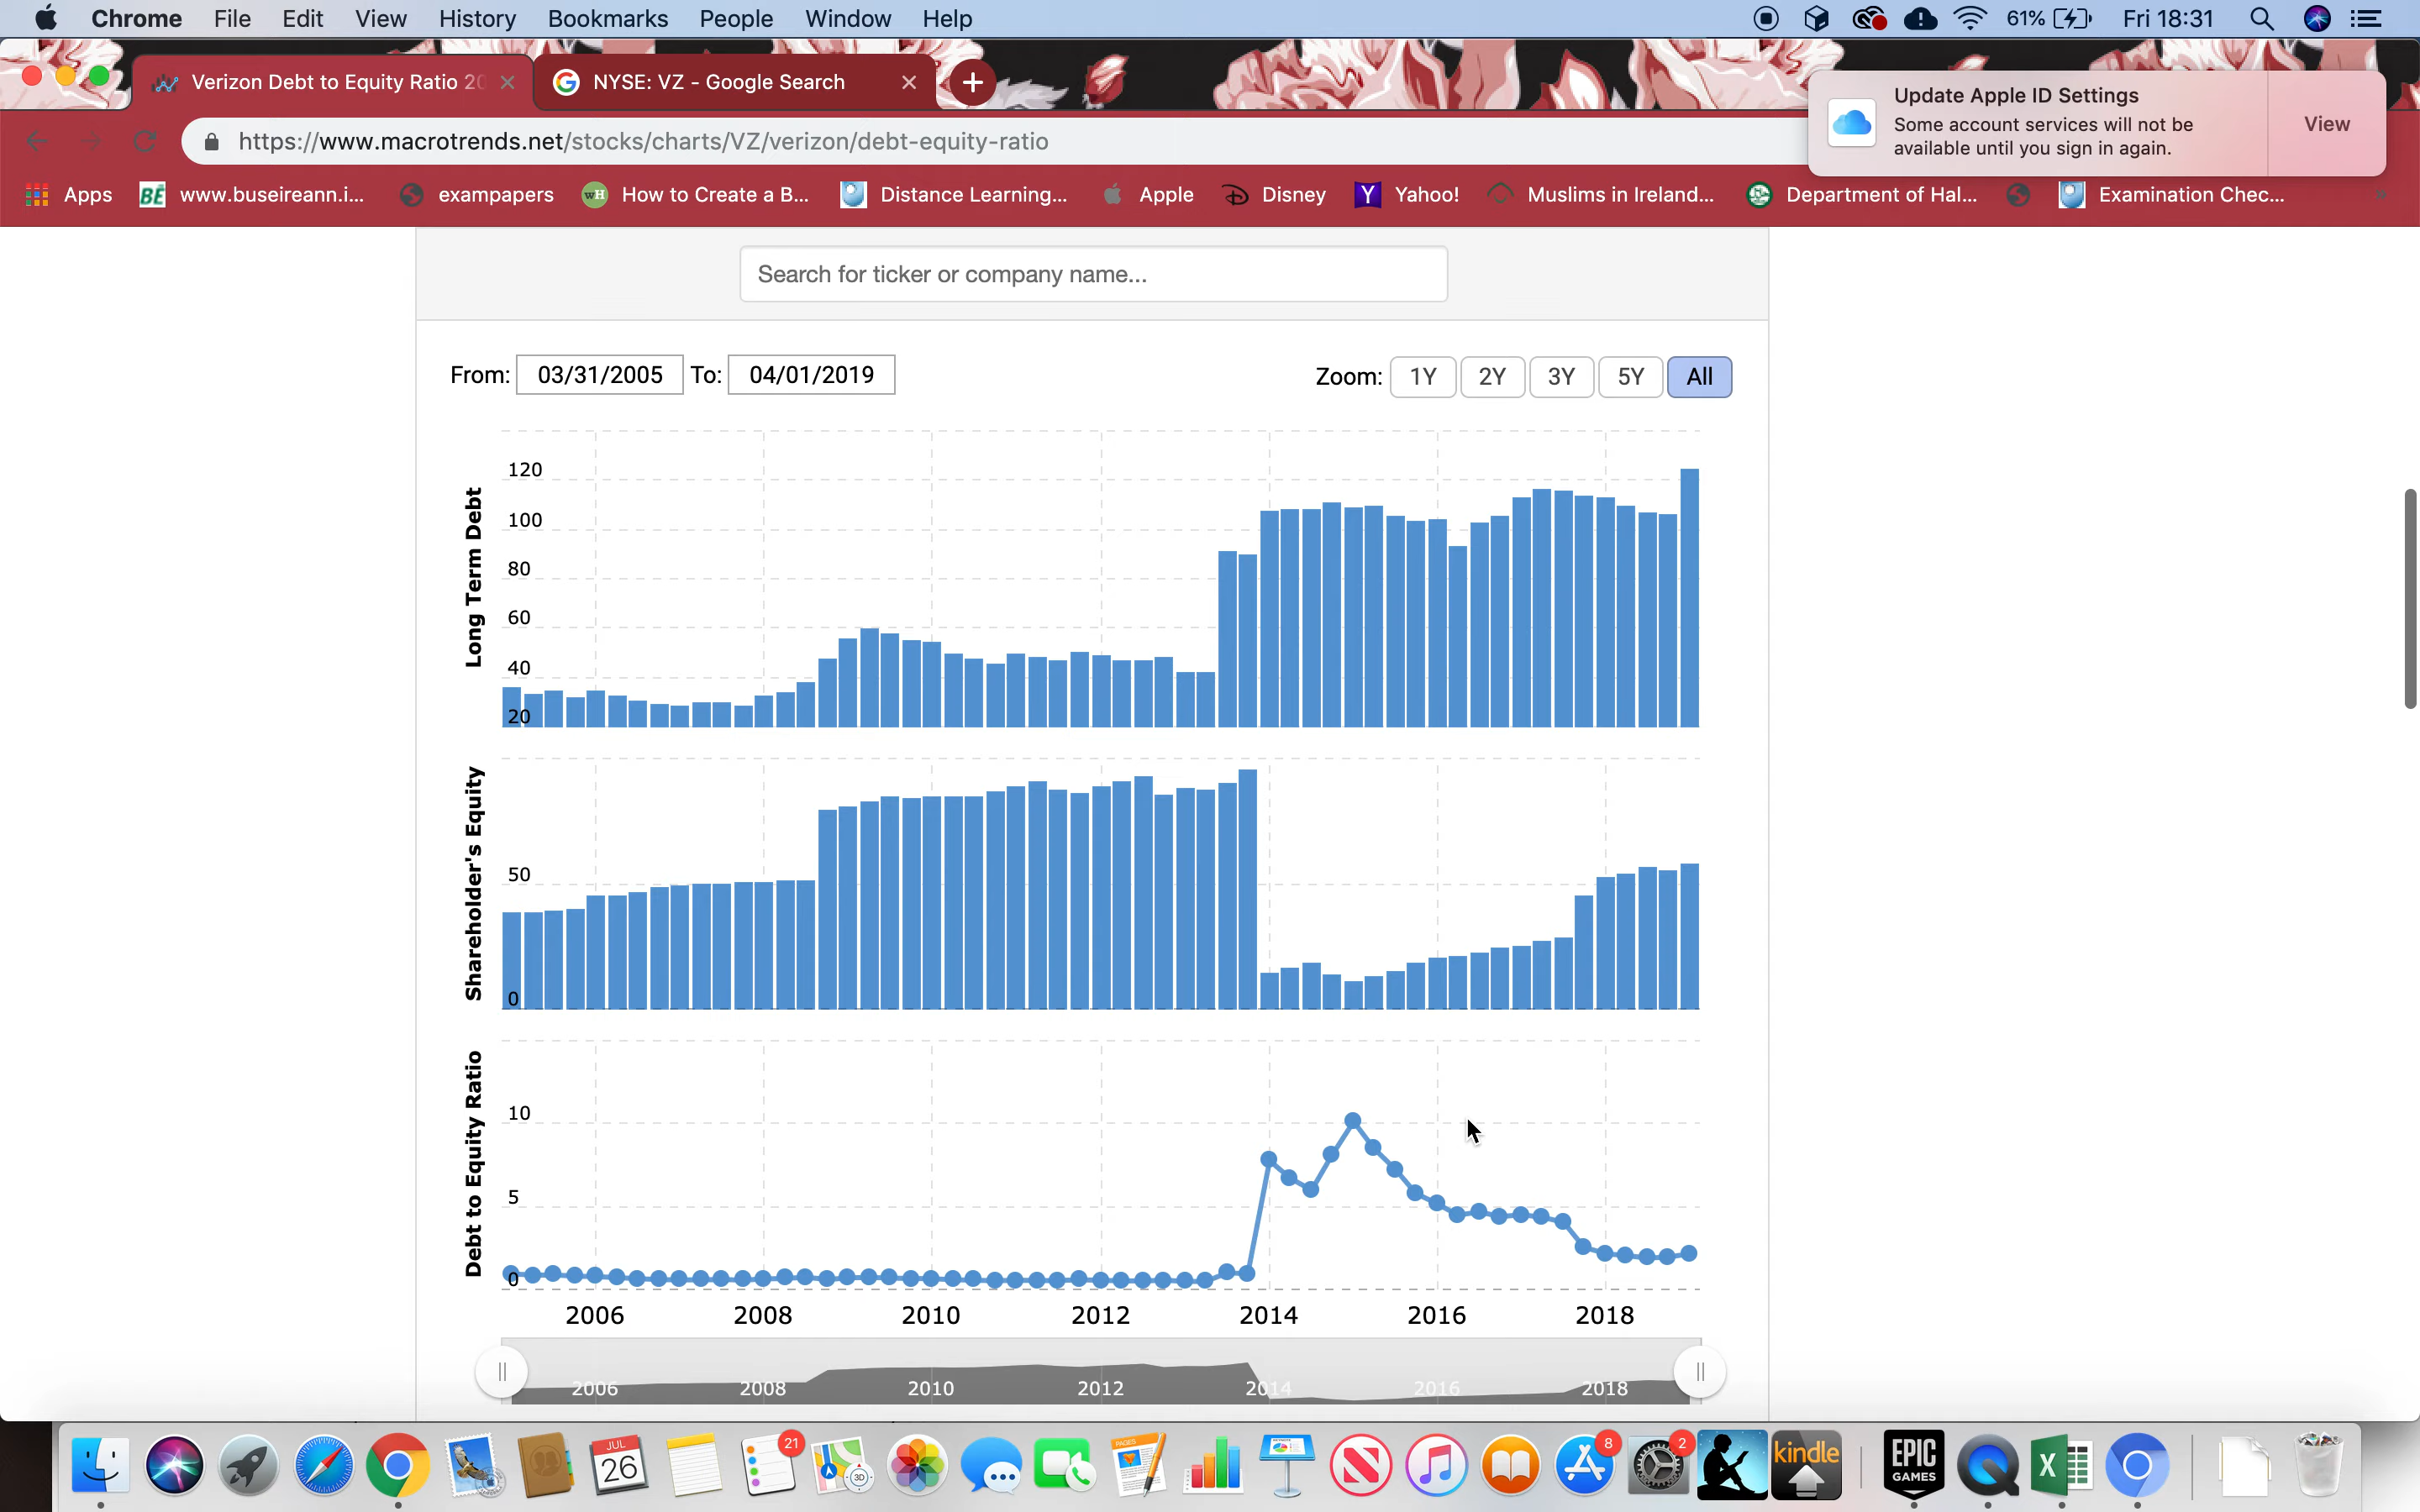 Chrome File Edit View History Bookmarks People Window Help 61% Fri 18:31
Verizon Debt to Equity Ratio 20
NYSE: VZ - Google Search
Update Apple ID Settings
Some account services will not be
available until you sign in again.
View
https://www.macrotrends.net/stocks/charts/VZ/verizon/debt-equity-ratio
Apps BÉ www.buseireann.i... exampapers wH How to Create a B... Distance Learning... Apple Disney Y Yahoo! Muslims in Ireland... Department of Hal... Examination Chec...
Search for ticker or company name...
From: 03/31/2005 To: 04/01/2019
Zoom: 1Y 2Y 3Y 5Y All
Long Term Debt
120
100
80
60
40
20
Shareholder's Equity
50
0
Debt to Equity Ratio
10
5
0
2006 2008 2010 2012 2014 2016 2018
2006 2008 2010 2012 2014 2016 2018
JUL
26
21
3D
PAGES
8
2
kindle
EPIC
GAMES
X